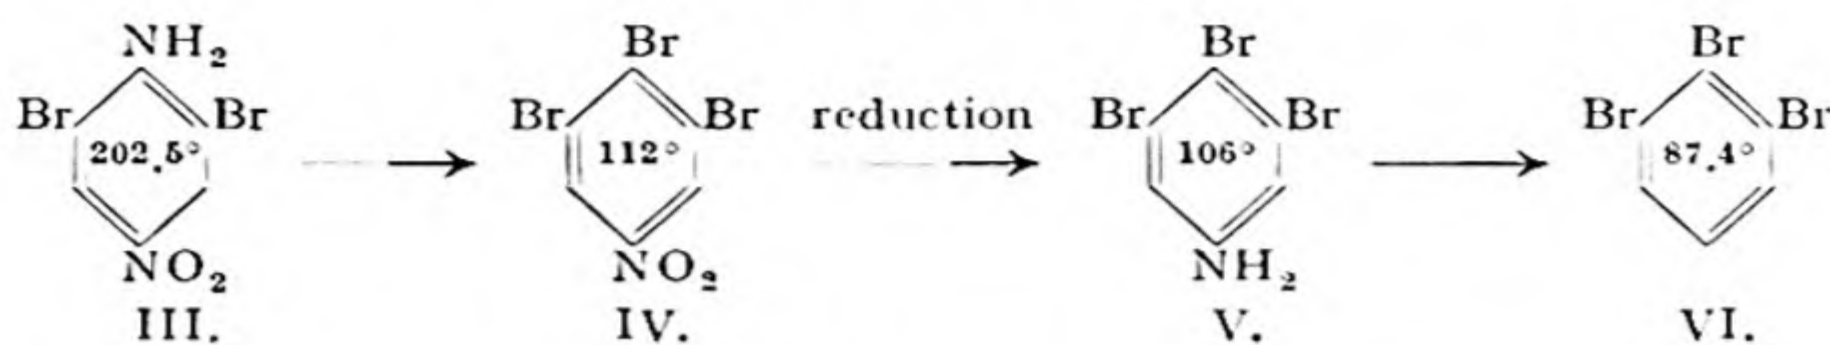 NH₂ Br Br Br
Br Br Br Br reduction Br Br Br Br
202.5° 112° 106° 87.4°
NO₂ NO₂ NH₂
III. IV. V. VI.